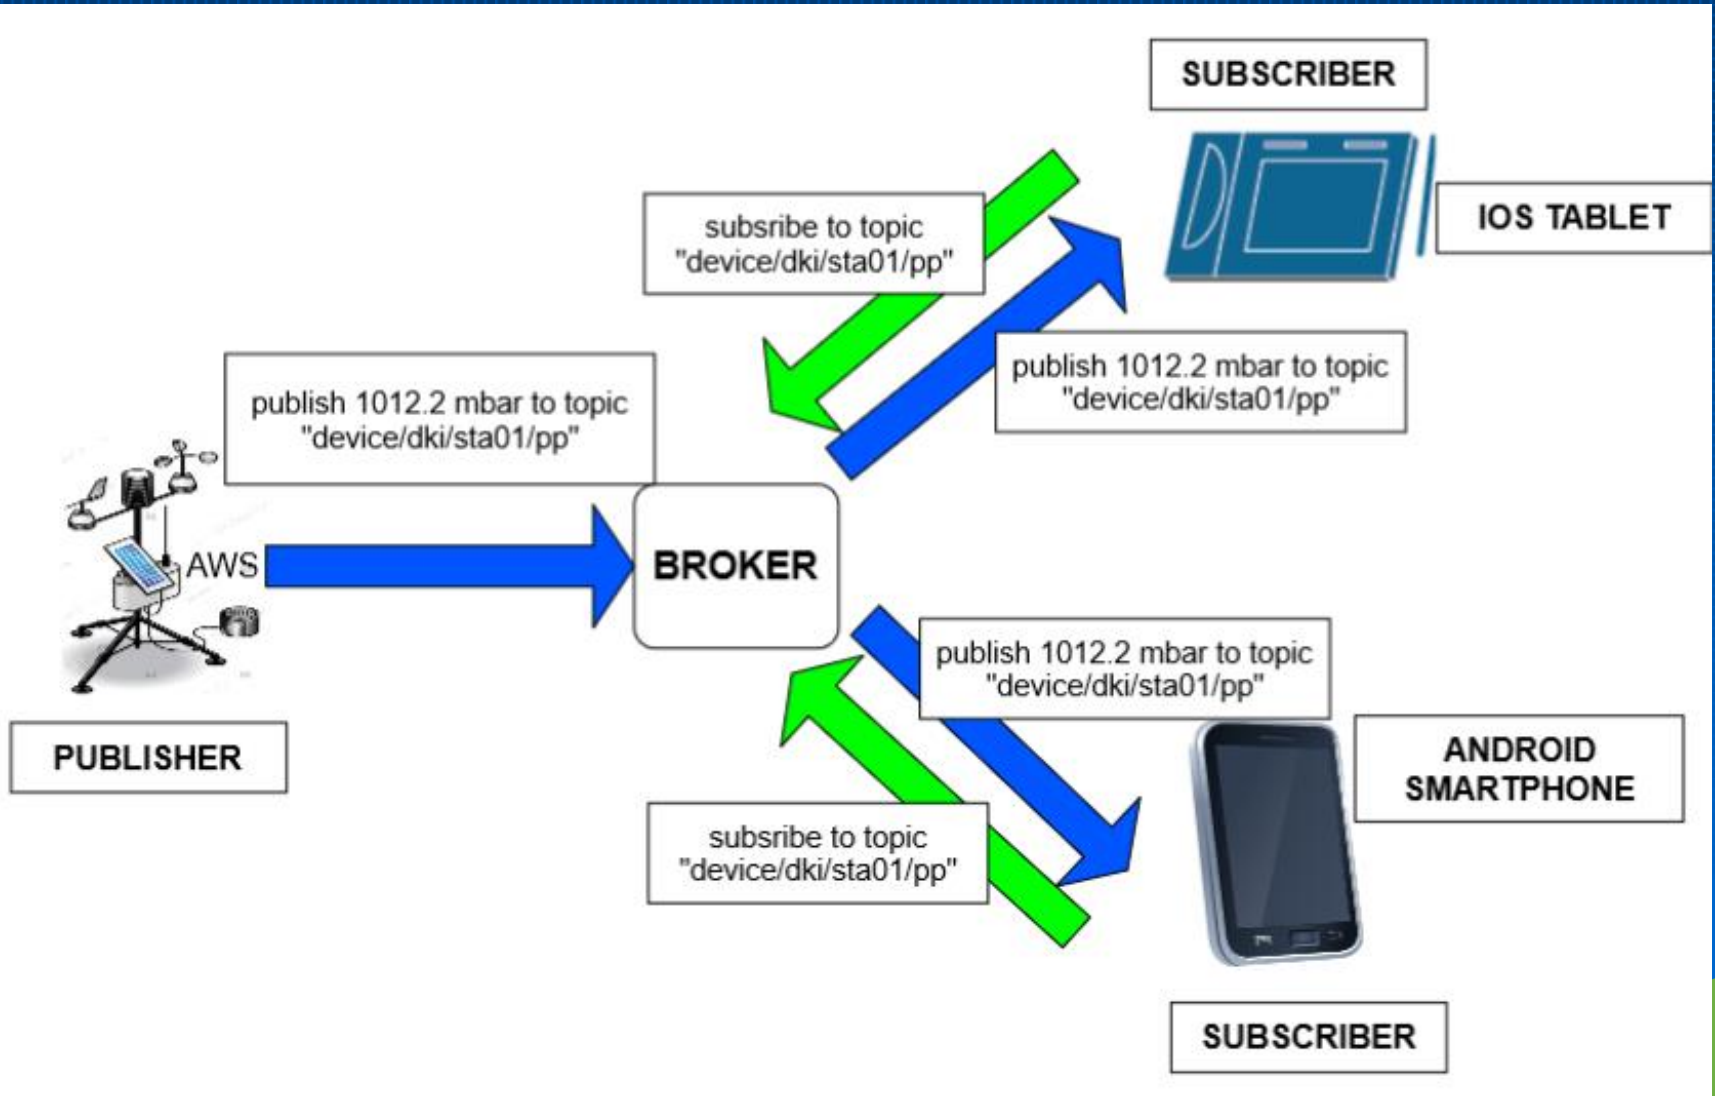 SUBSCRIBER
IOS TABLET
subsribe to topic
"device/dki/sta01/pp"
publish 1012.2 mbar to topic
"device/dki/sta01/pp"
publish 1012.2 mbar to topic
"device/dki/sta01/pp"
AWS
BROKER
PUBLISHER
publish 1012.2 mbar to topic
"device/dki/sta01/pp"
ANDROID
SMARTPHONE
subsribe to topic
"device/dki/sta01/pp"
SUBSCRIBER